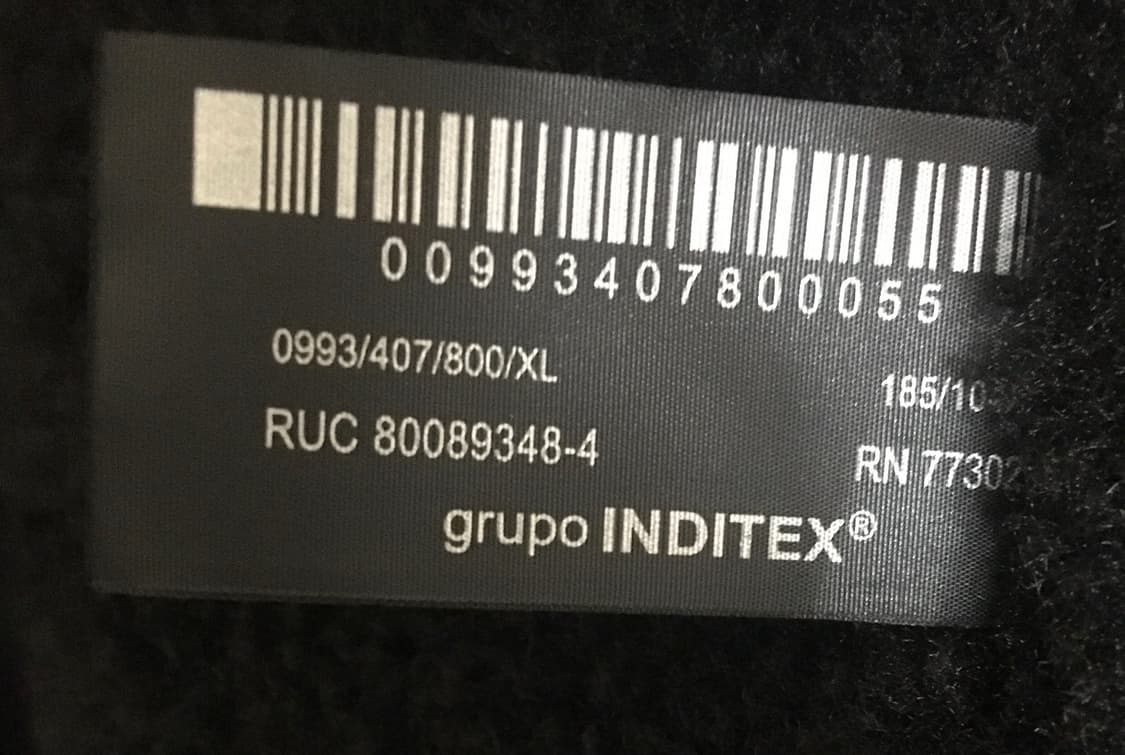 00993407800055
0993/407/800/XL
185/10
RUC 80089348-4
RN 7730
grupo INDITEX®